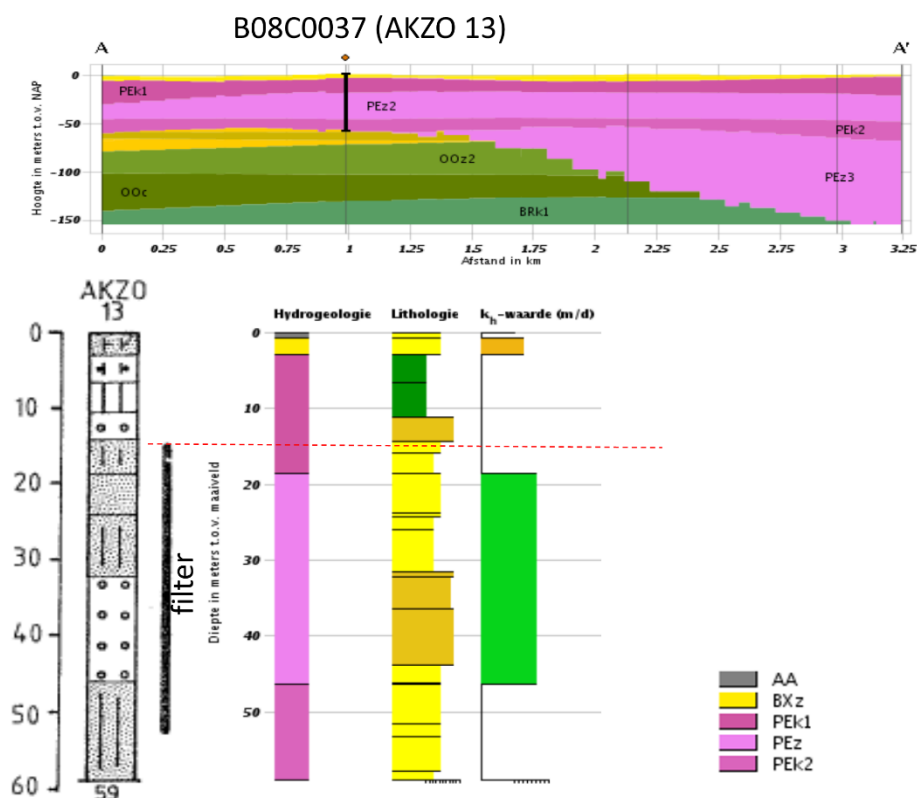 B08C0037 (AKZO 13)
A
A'
Hoogte in meters t.o.v. NAP
0
-50
-100
-150
PEk1
PEz2
PEk2
OOz2
PEz3
OOc
BRk1
0 0.25 0.5 0.75 1 1.25 1.5 1.75 2 2.25 2.5 2.75 3 3.25
Afstand in km
AKZO
13
0
10
20
30
40
50
60
59
filter
Hydrogeologie Lithologie kh-waarde (m/d)
Diepte in meters t.o.v. maaiveld
0
10
20
30
40
50
AA
BXz
PEk1
PEz
PEk2